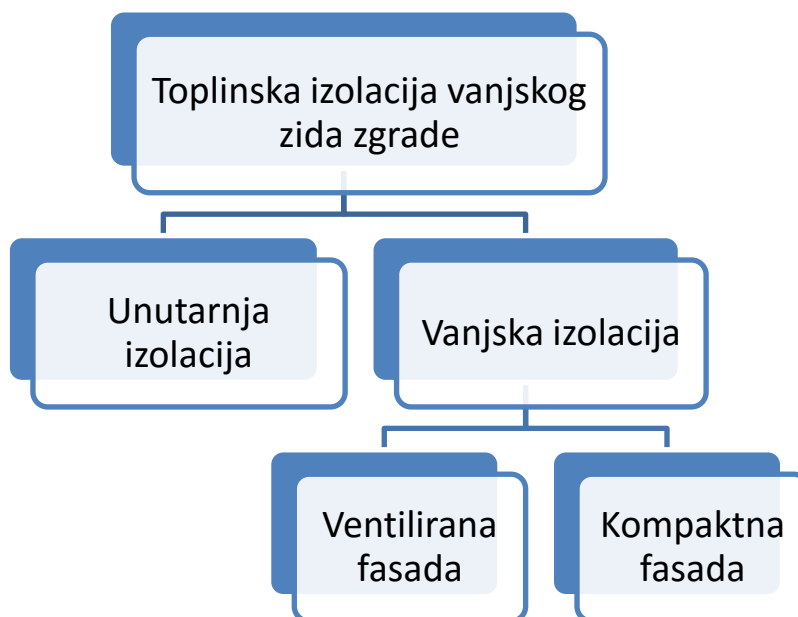 Toplinska izolacija vanjskog
zida zgrade
Unutarnja
izolacija
Vanjska izolacija
Ventilirana
fasada
Kompaktna
fasada